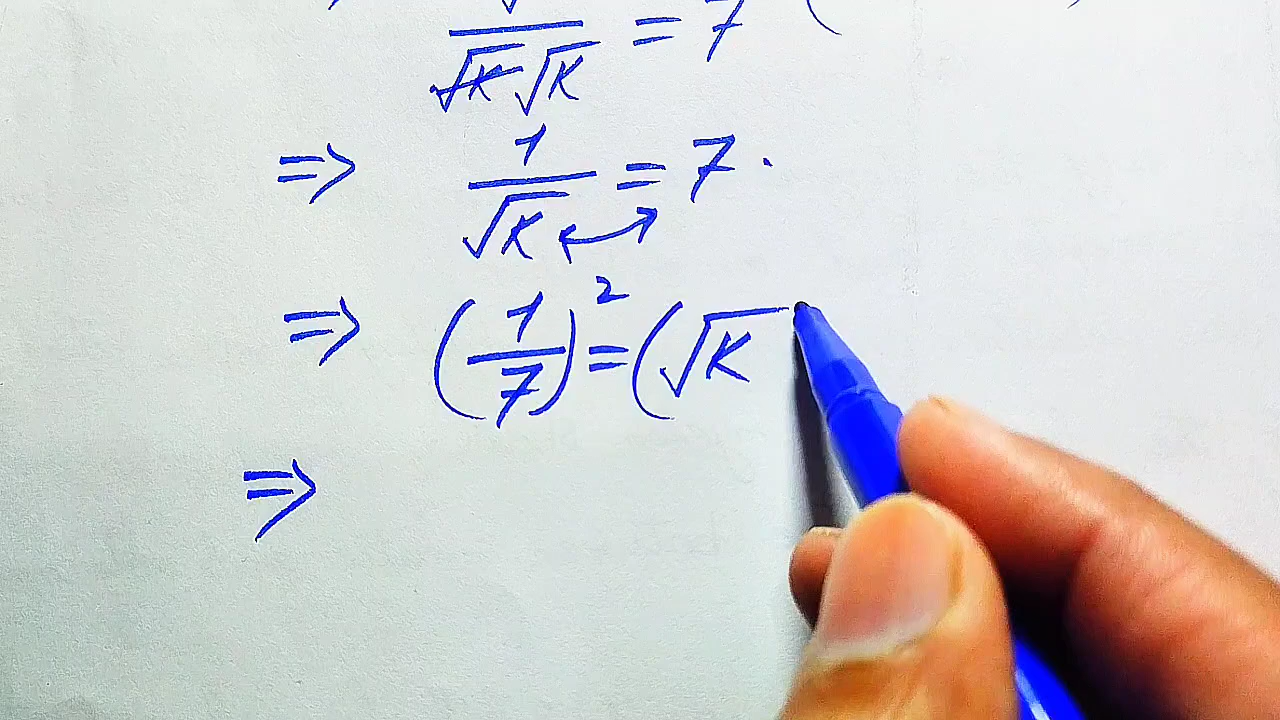 √K √K = 7
=> 1/√K = 7.
=> (1/7)² = (√K
=>